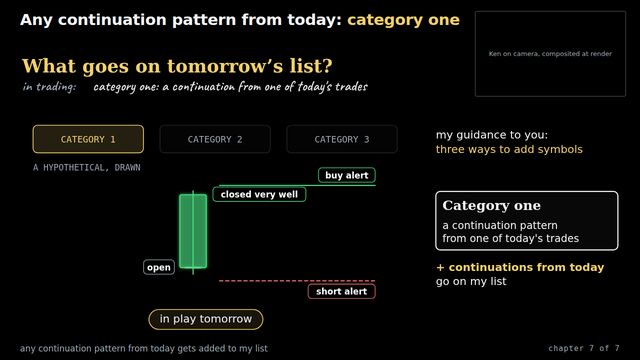 Any continuation pattern from today: category one
Ken on camera, composited at render
What goes on tomorrow's list?
in trading: category one: a continuation from one of today's trades
CATEGORY 1
CATEGORY 2
CATEGORY 3
my guidance to you:
three ways to add symbols
A HYPOTHETICAL, DRAWN
buy alert
closed very well
open
short alert
in play tomorrow
Category one
a continuation pattern
from one of today's trades
+ continuations from today
go on my list
any continuation pattern from today gets added to my list
chapter 7 of 7